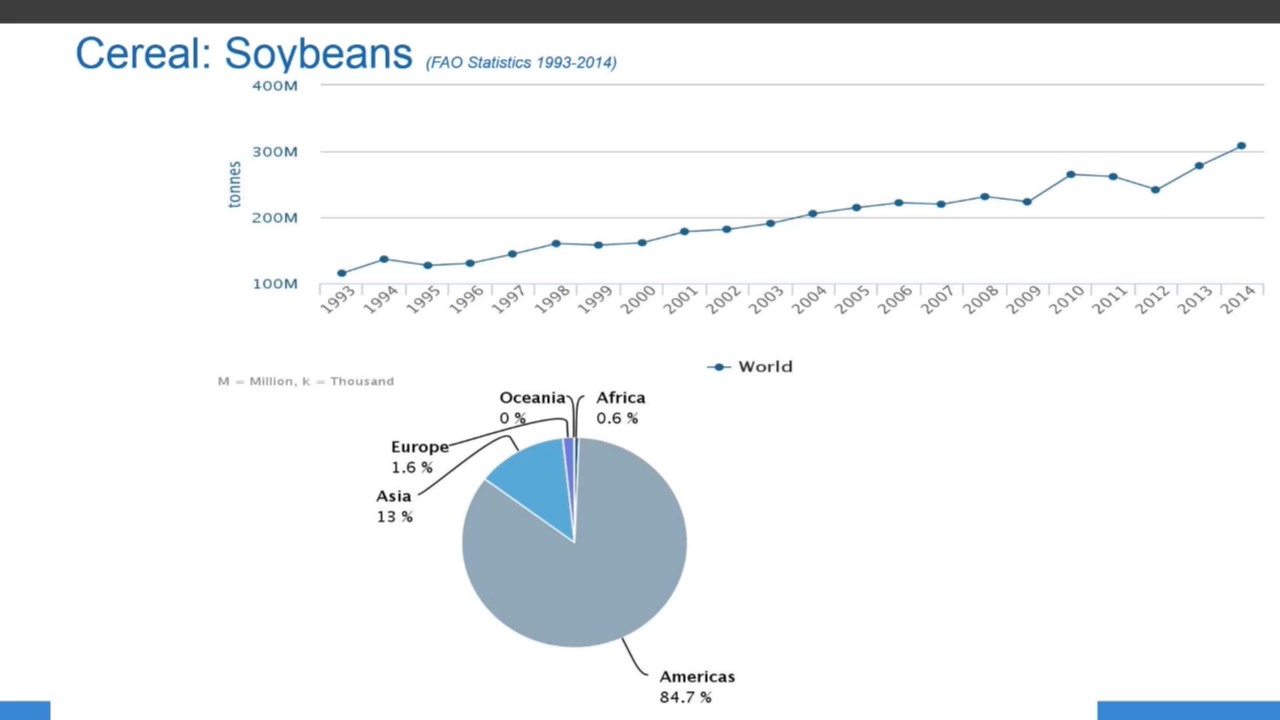 Cereal: Soybeans (FAO Statistics 1993-2014)
400M
300M
200M
100M
tonnes
1993 1994 1995 1996 1997 1998 1999 2000 2001 2002 2003 2004 2005 2006 2007 2008 2009 2010 2011 2012 2013 2014
World
M = Million, k = Thousand
Oceania
0 %
Africa
0.6 %
Europe
1.6 %
Asia
13 %
Americas
84.7 %